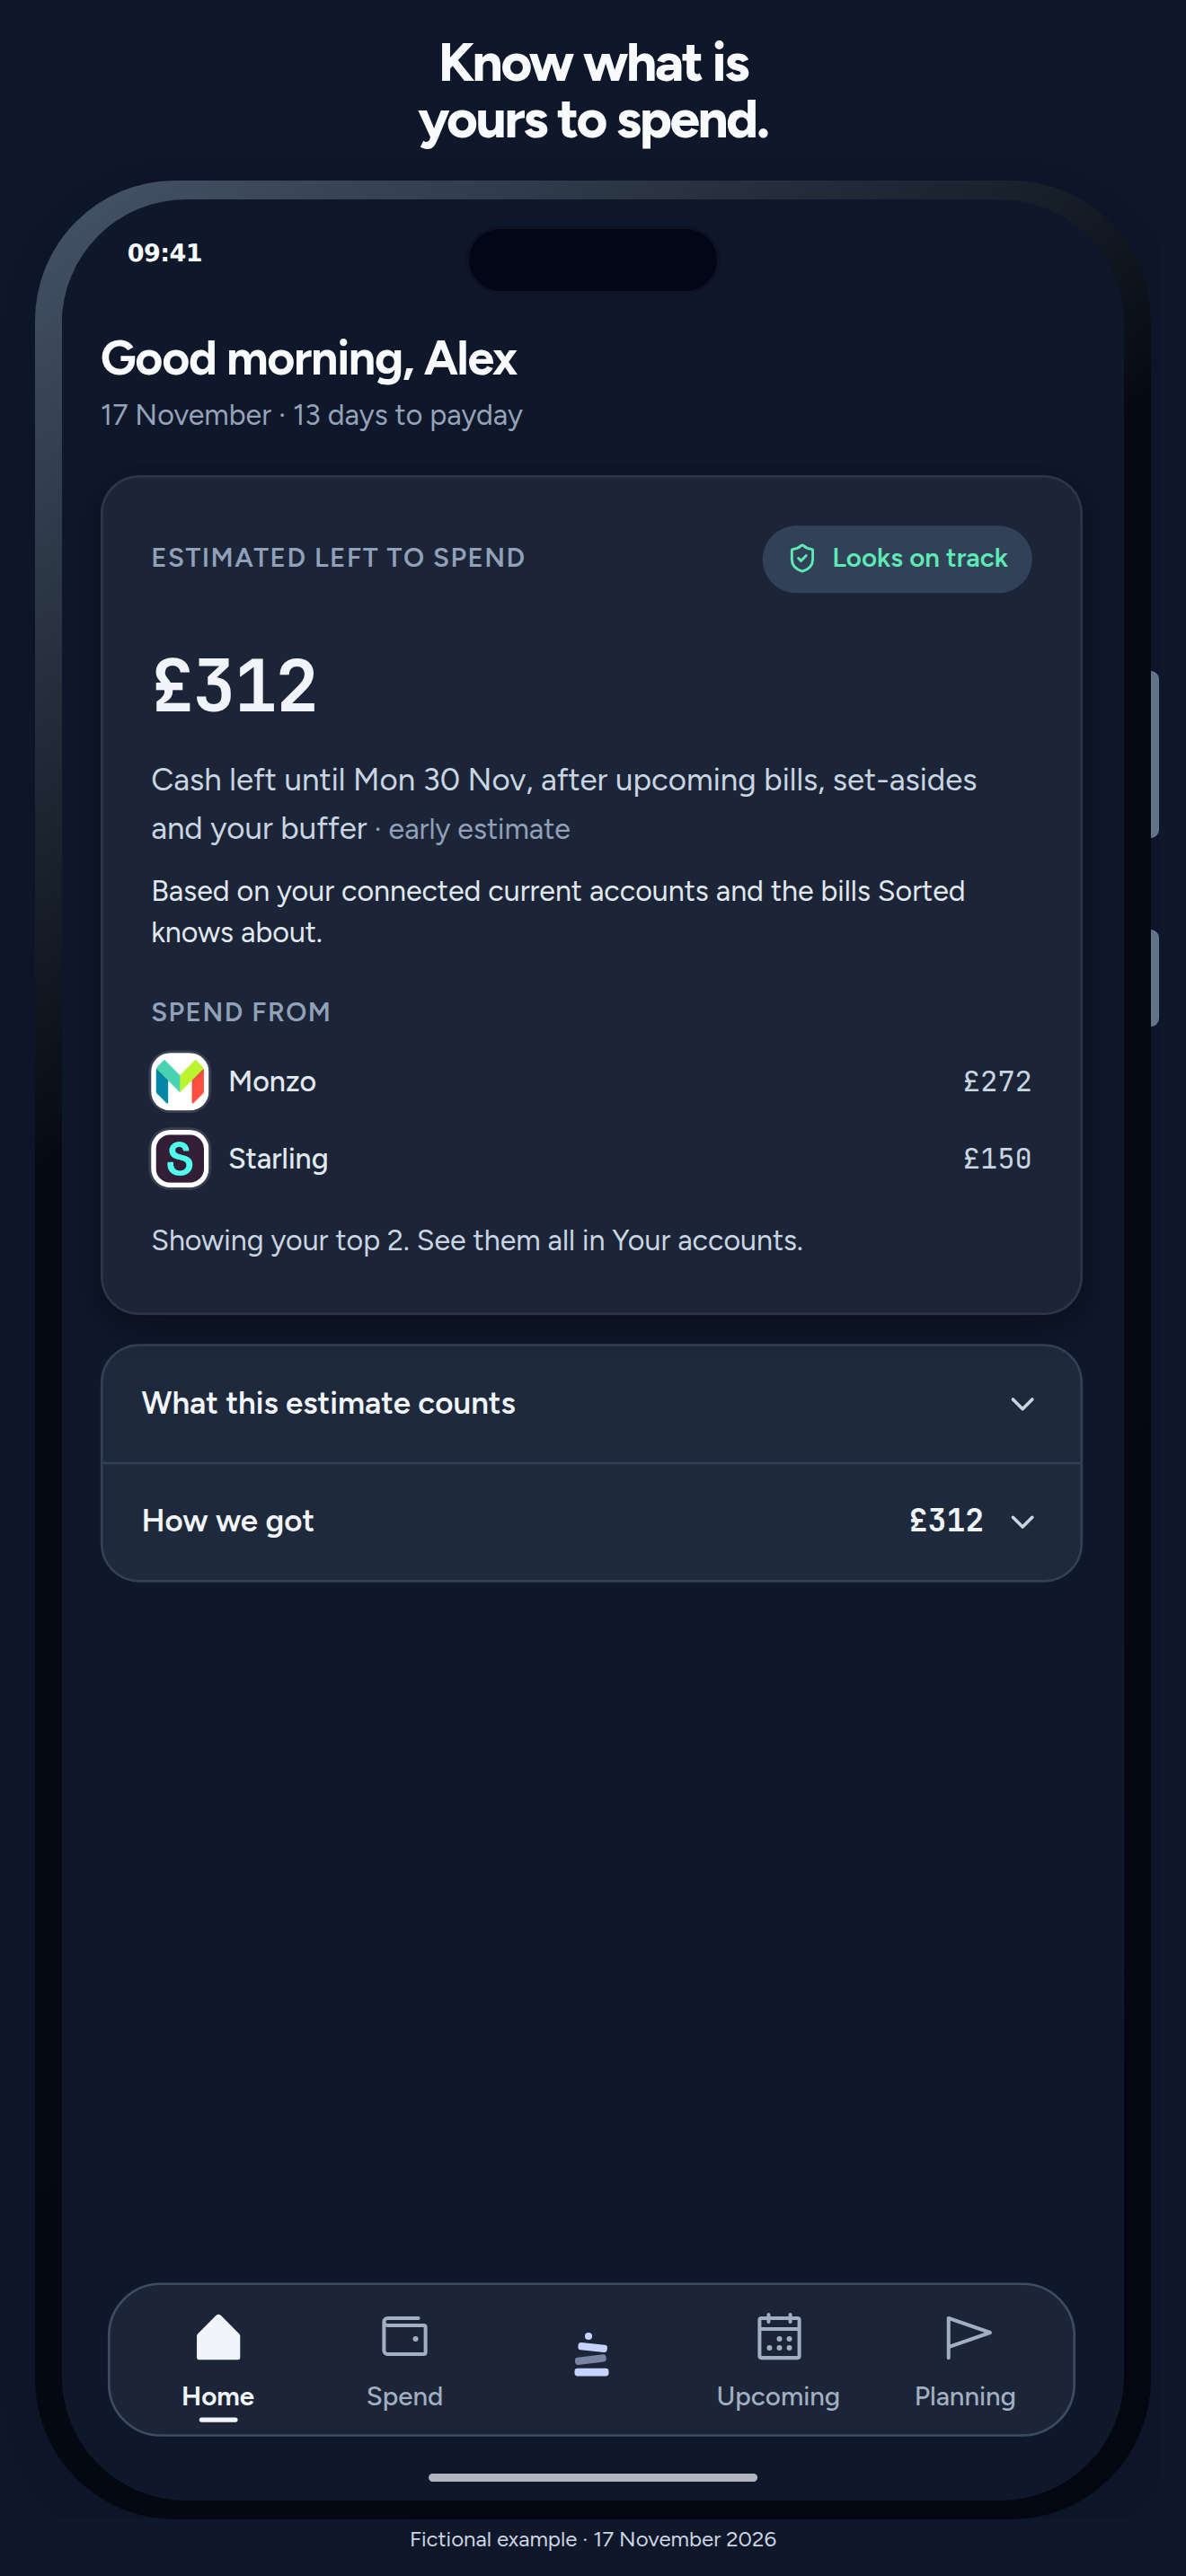 Know what is
yours to spend.
09:41
Good morning, Alex
17 November · 13 days to payday
ESTIMATED LEFT TO SPEND
Looks on track
£312
Cash left until Mon 30 Nov, after upcoming bills, set-asides
and your buffer · early estimate
Based on your connected current accounts and the bills Sorted
knows about.
SPEND FROM
Monzo £272
S
Starling £150
Showing your top 2. See them all in Your accounts.
What this estimate counts
How we got £312
Home Spend Upcoming Planning
Fictional example · 17 November 2026